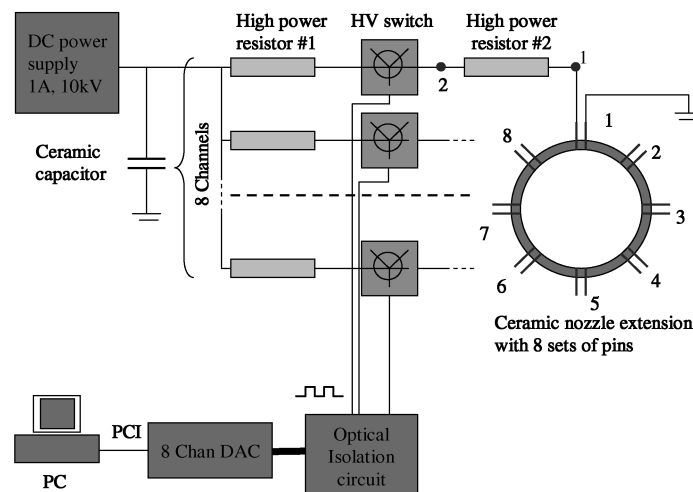 DC power
supply
1A, 10kV
High power
resistor #1
HV switch
High power
resistor #2
1
2
Ceramic
capacitor
8 Channels
1
2
3
4
5
6
7
8
Ceramic nozzle extension
with 8 sets of pins
PCI
PC
8 Chan DAC
Optical
Isolation
circuit